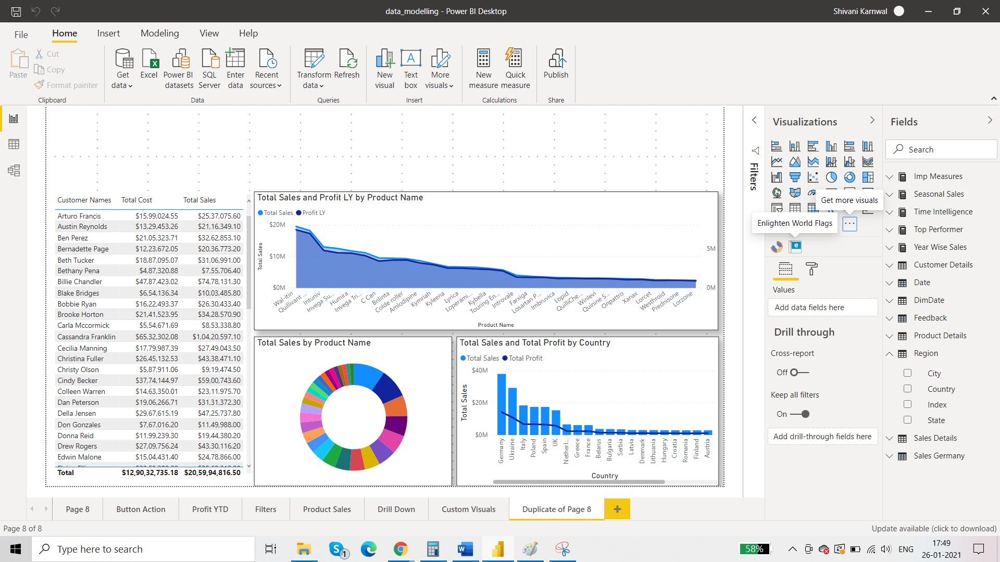 data_modelling - Power BI Desktop
Shivani Karnwal
File
Home
Insert
Modeling
View
Help
Paste
Cut
Copy
Format painter
Clipboard
Get data
Excel
Power BI datasets
SQL Server
Enter data
Recent sources
Data
Transform data
Refresh
Queries
New visual
Text box
More visuals
Insert
New measure
Quick measure
Calculations
Publish
Share
Customer Names Total Cost Total Sales
Arturo Francis $15,99,024.55 $25,37,075.60
Austin Reynolds $13,29,453.26 $21,16,349.10
Ben Perez $21,05,323.71 $32,62,853.10
Bernadette Page $12,23,672.05 $20,36,773.20
Beth Tucker $18,87,095.07 $31,06,991.00
Bethany Pena $4,87,320.88 $7,55,706.40
Billie Chandler $47,87,423.02 $74,78,131.30
Blake Bridges $6,54,136.34 $10,03,485.80
Bobbie Ryan $16,22,493.37 $26,30,433.40
Brooke Horton $21,41,523.95 $34,28,570.90
Carla Mccormick $5,54,671.69 $8,53,338.80
Cassandra Franklin $65,32,302.08 $1,04,20,597.10
Cecilia Manning $17,79,987.39 $27,49,043.50
Christina Fuller $26,45,132.53 $43,38,471.10
Christy Olson $5,87,911.06 $9,19,474.50
Cindy Becker $37,74,144.97 $59,00,743.60
Colleen Warren $14,63,350.01 $23,11,975.70
Dan Peterson $19,06,266.71 $31,31,372.30
Della Jensen $29,67,615.19 $47,25,737.80
Don Gonzales $7,67,016.20 $11,49,988.00
Donna Reid $11,99,239.30 $19,44,380.20
Drew Rogers $27,09,756.24 $43,30,116.20
Edwin Malone $15,04,431.40 $24,78,866.00
Total $12,90,32,735.18 $20,59,94,816.50
Total Sales and Profit LY by Product Name
Total Sales Profit LY
Total Sales
$20M
$10M
$0M
5M
0M
Wal-itin
Quillivant ...
Intuniv
Invega Su...
Humira
Invega Tri...
C Can
Brilinta
Colde roller
Amlodipine
Kymriah
Kyleena
Lyrica
Loperami...
Kybella
Touring En...
Introvale
Farxiga
Losartan P...
Imbruvica
Lopid
QuilliChe...
Winlevi
Quinine S...
Onpattro
Xanax
Lorcet
Westhroid
Prednisone
Lorzone
Product Name
Total Sales by Product Name
Total Sales and Total Profit by Country
Total Sales Total Profit
Total Sales
$40M
$20M
$0M
Germany
Ukraine
Italy
Poland
Spain
UK
Netherl...
Greece
France
Belarus
Bulgaria
Serbia
Latvia
Denmark
Lithuania
Hungary
Croatia
Romania
Finland
Austria
Country
Filters
Visualizations
Get more visuals
Enlighten World Flags
Values
Add data fields here
Drill through
Cross-report
Off
Keep all filters
On
Add drill-through fields here
Fields
Search
Imp Measures
Seasonal Sales
Time Intelligence
Top Performer
Year Wise Sales
Customer Details
Date
DimDate
Feedback
Product Details
Region
City
Country
Index
State
Sales Details
Sales Germany
Page 8
Button Action
Profit YTD
Filters
Product Sales
Drill Down
Custom Visuals
Duplicate of Page 8
Page 8 of 8
Update available (click to download)
Type here to search
1
58%
ENG
17:49
26-01-2021